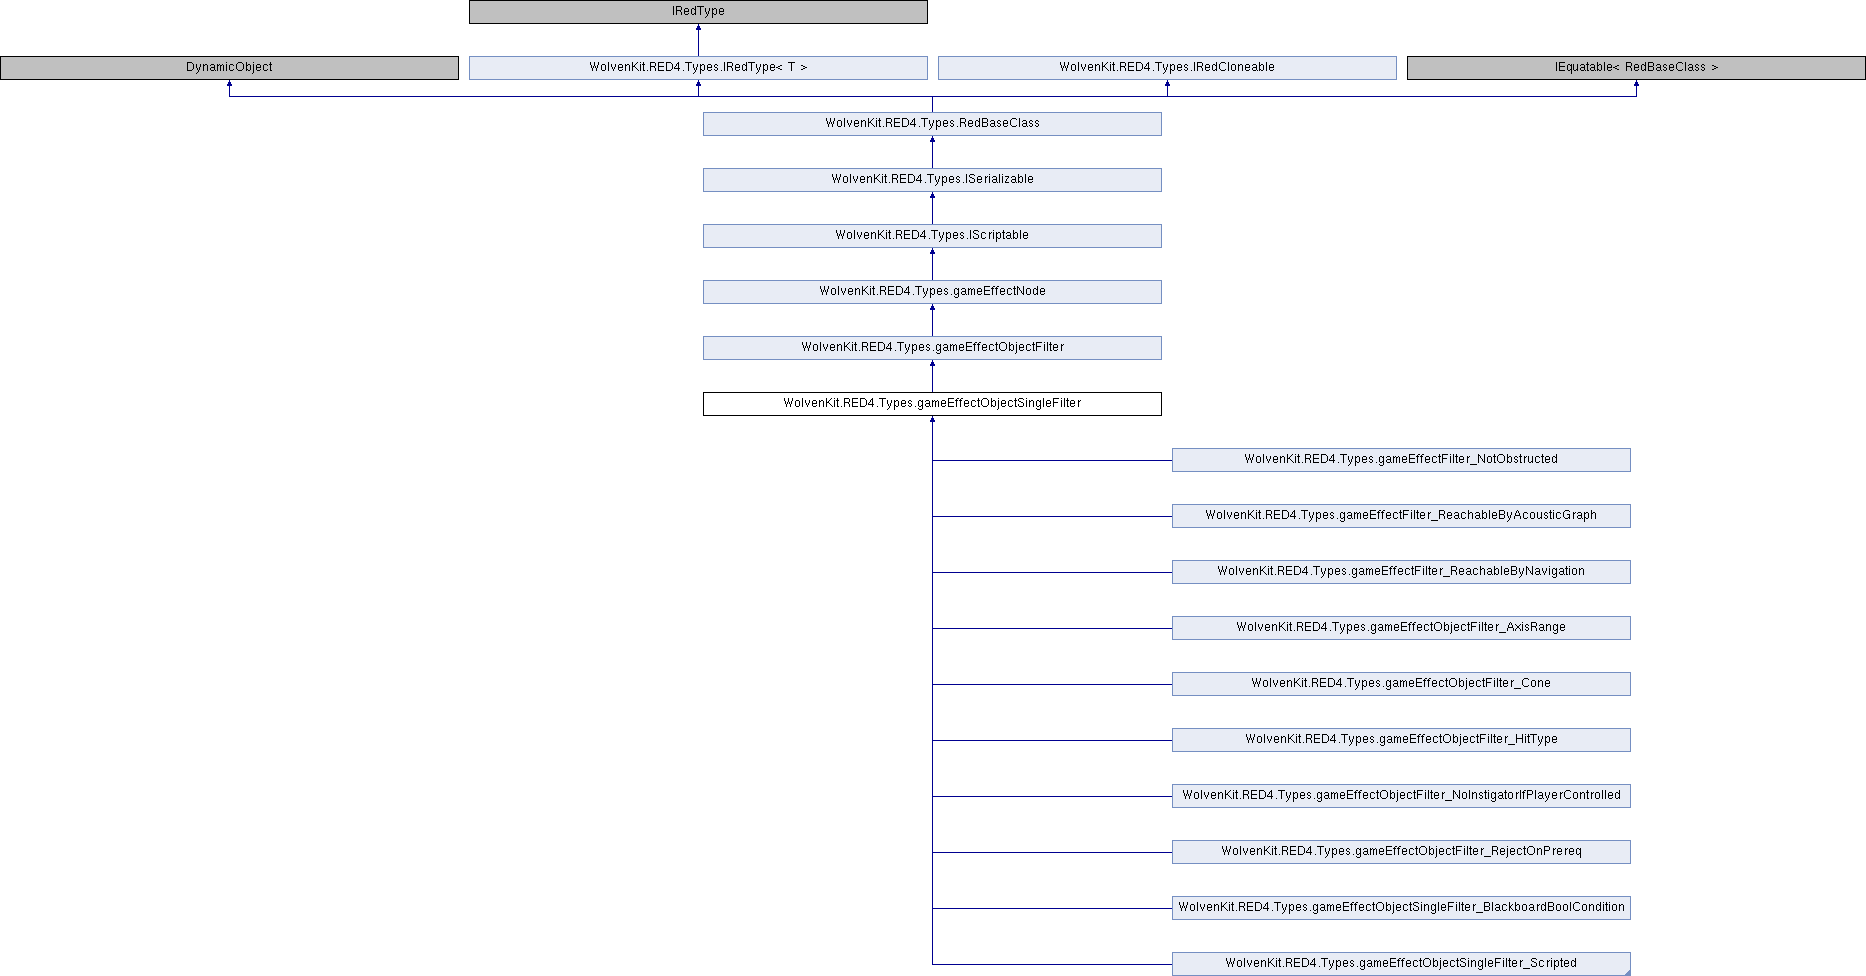 IRedType
DynamicObject
WolvenKit.RED4.Types.IRedType< T >
WolvenKit.RED4.Types.IRedCloneable
IEquatable< RedBaseClass >
WolvenKit.RED4.Types.RedBaseClass
WolvenKit.RED4.Types.ISerializable
WolvenKit.RED4.Types.IScriptable
WolvenKit.RED4.Types.gameEffectNode
WolvenKit.RED4.Types.gameEffectObjectFilter
WolvenKit.RED4.Types.gameEffectObjectSingleFilter
WolvenKit.RED4.Types.gameEffectFilter_NotObstructed
WolvenKit.RED4.Types.gameEffectFilter_ReachableByAcousticGraph
WolvenKit.RED4.Types.gameEffectFilter_ReachableByNavigation
WolvenKit.RED4.Types.gameEffectObjectFilter_AxisRange
WolvenKit.RED4.Types.gameEffectObjectFilter_Cone
WolvenKit.RED4.Types.gameEffectObjectFilter_HitType
WolvenKit.RED4.Types.gameEffectObjectFilter_NoInstigatorIfPlayerControlled
WolvenKit.RED4.Types.gameEffectObjectFilter_RejectOnPrereq
WolvenKit.RED4.Types.gameEffectObjectSingleFilter_BlackboardBoolCondition
WolvenKit.RED4.Types.gameEffectObjectSingleFilter_Scripted